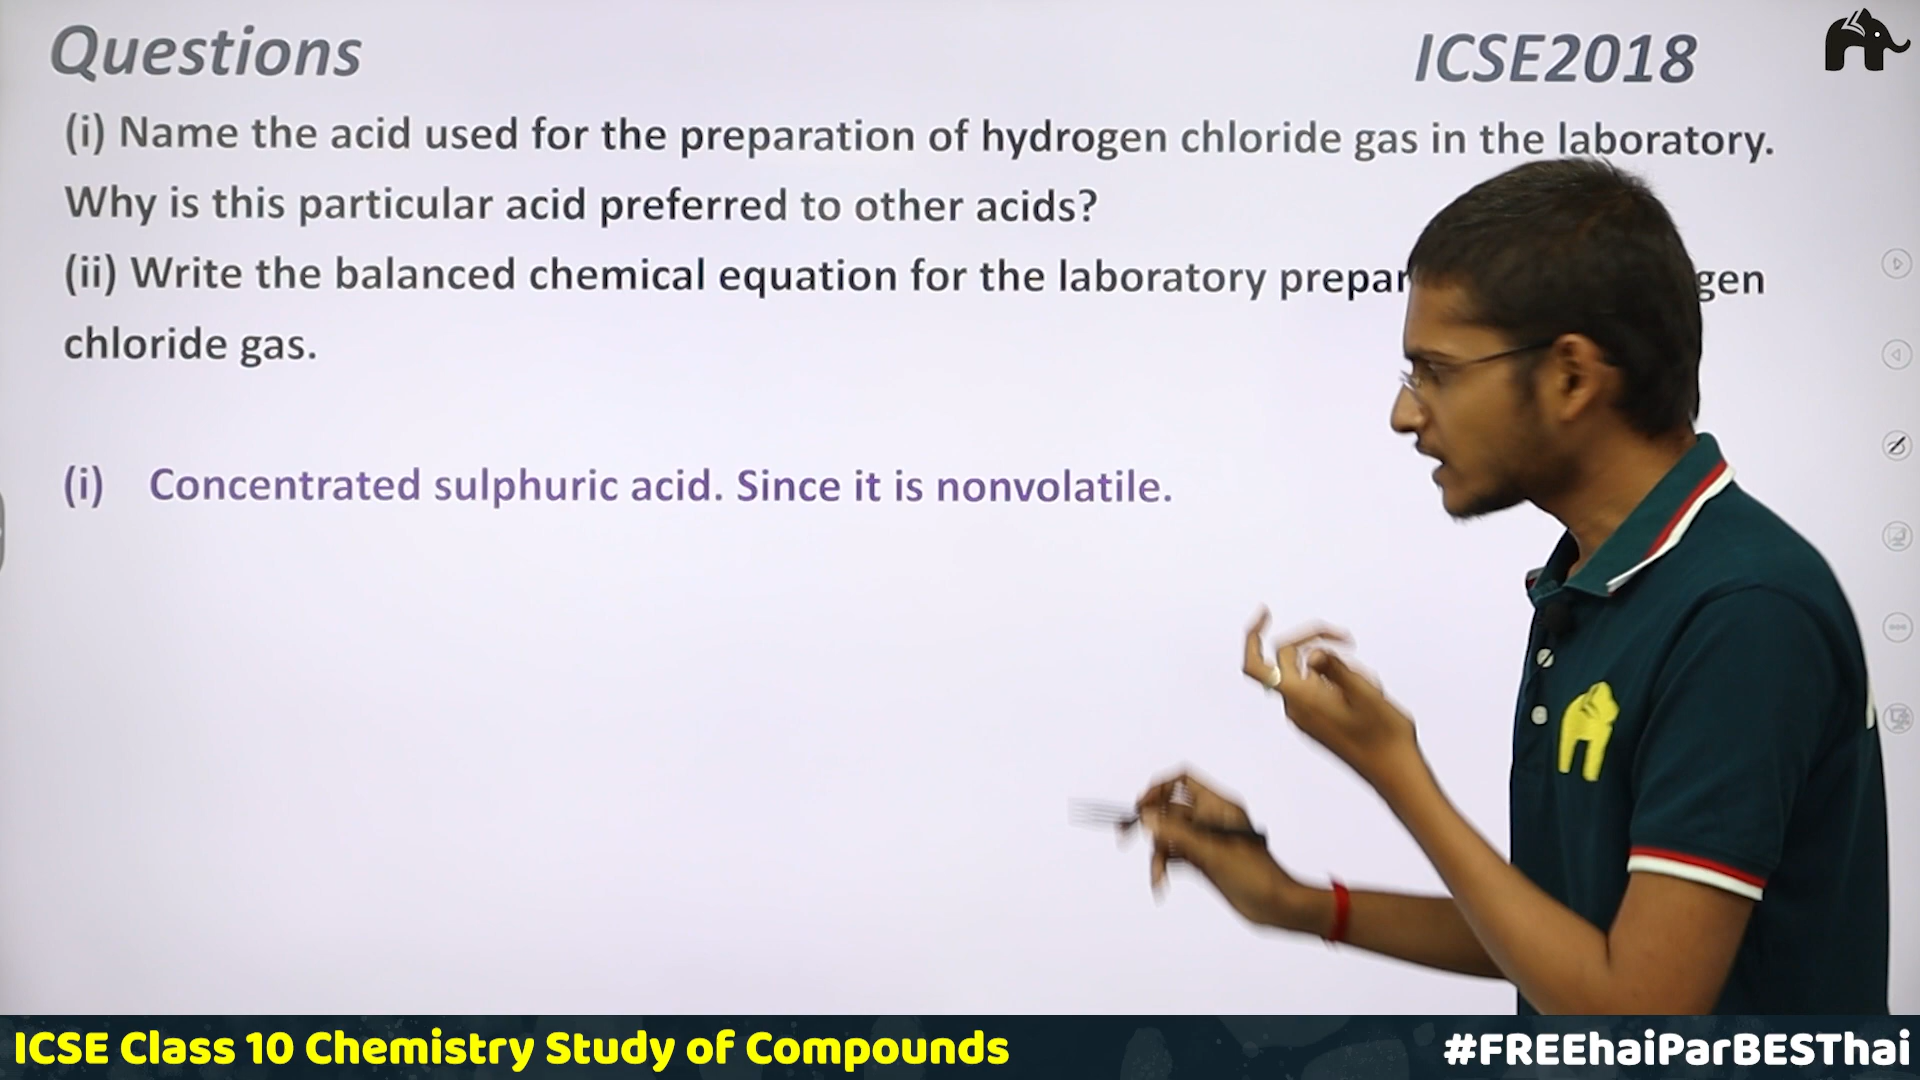 Questions
ICSE2018
(i) Name the acid used for the preparation of hydrogen chloride gas in the laboratory.
Why is this particular acid preferred to other acids?
(ii) Write the balanced chemical equation for the laboratory prepar gen
chloride gas.
(i) Concentrated sulphuric acid. Since it is nonvolatile.
ICSE Class 10 Chemistry Study of Compounds
#FREEhaiParBESThai